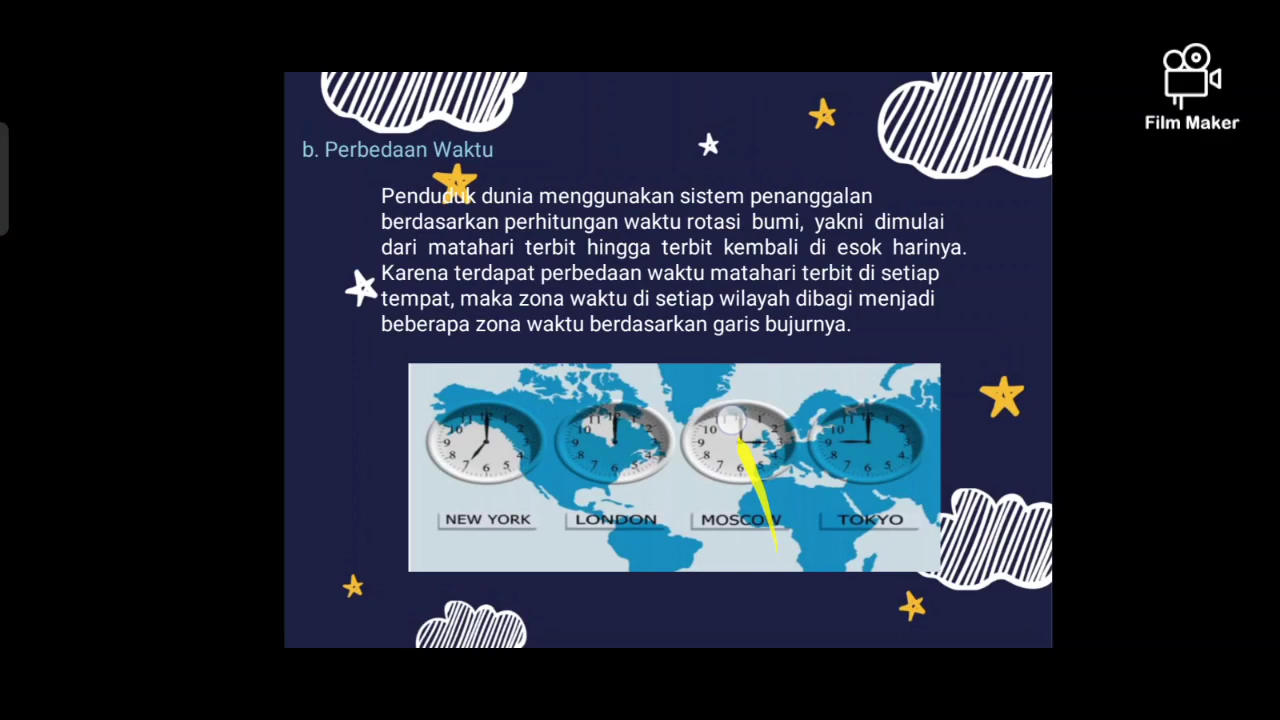 Film Maker
b. Perbedaan Waktu
Penduduk dunia menggunakan sistem penanggalan
berdasarkan perhitungan waktu rotasi bumi, yakni dimulai
dari matahari terbit hingga terbit kembali di esok harinya.
Karena terdapat perbedaan waktu matahari terbit di setiap
tempat, maka zona waktu di setiap wilayah dibagi menjadi
beberapa zona waktu berdasarkan garis bujurnya.
NEW YORK
LONDON
MOSCOW
TOKYO